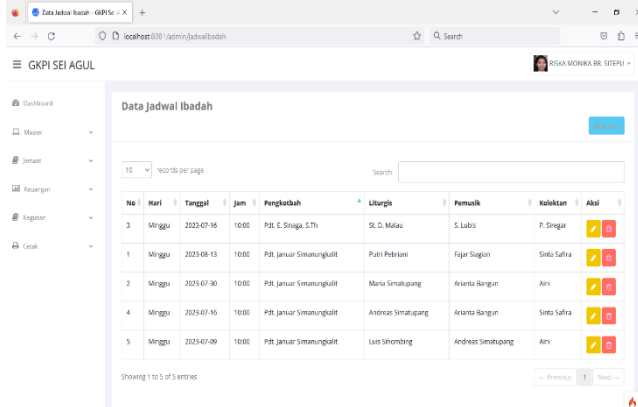 Data Jadwal Ibadah - GKPI Sei A
localhost:8081/admin/jadwalibadah
Search
GKPI SEI AGUL
RISKA MONIKA BR. SITEPU
Dashboard
Data Jadwal Ibadah
Master
Jemaat
10 records per page
Search:
Keuangan
No Hari Tanggal Jam Pengkotbah Liturgis Pemusik Kolektan Aksi
Kegiatan
3 Minggu 2023-07-16 10:00 Pdt. E. Sinaga, S.Th St. D. Malau S. Lubis P. Siregar
Cetak
1 Minggu 2023-08-13 10:00 Pdt. Januar Simanungkalit Putri Pebriani Fajar Siagian Sinta Safira
2 Minggu 2023-07-30 10:00 Pdt. Januar Simanungkalit Maria Simatupang Arianta Bangun Aini
4 Minggu 2023-07-16 10:00 Pdt. Januar Simanungkalit Andreas Simatupang Arianta Bangun Sinta Safira
5 Minggu 2023-07-09 10:00 Pdt. Januar Simanungkalit Luis Sihombing Andreas Simatupang Aini
Showing 1 to 5 of 5 entries
← Previous 1 Next →